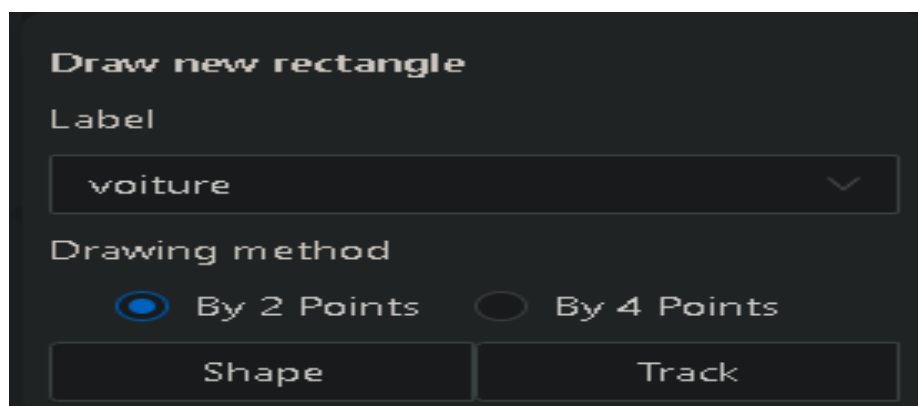 Draw new rectangle
Label
voiture
Drawing method
By 2 Points By 4 Points
Shape Track